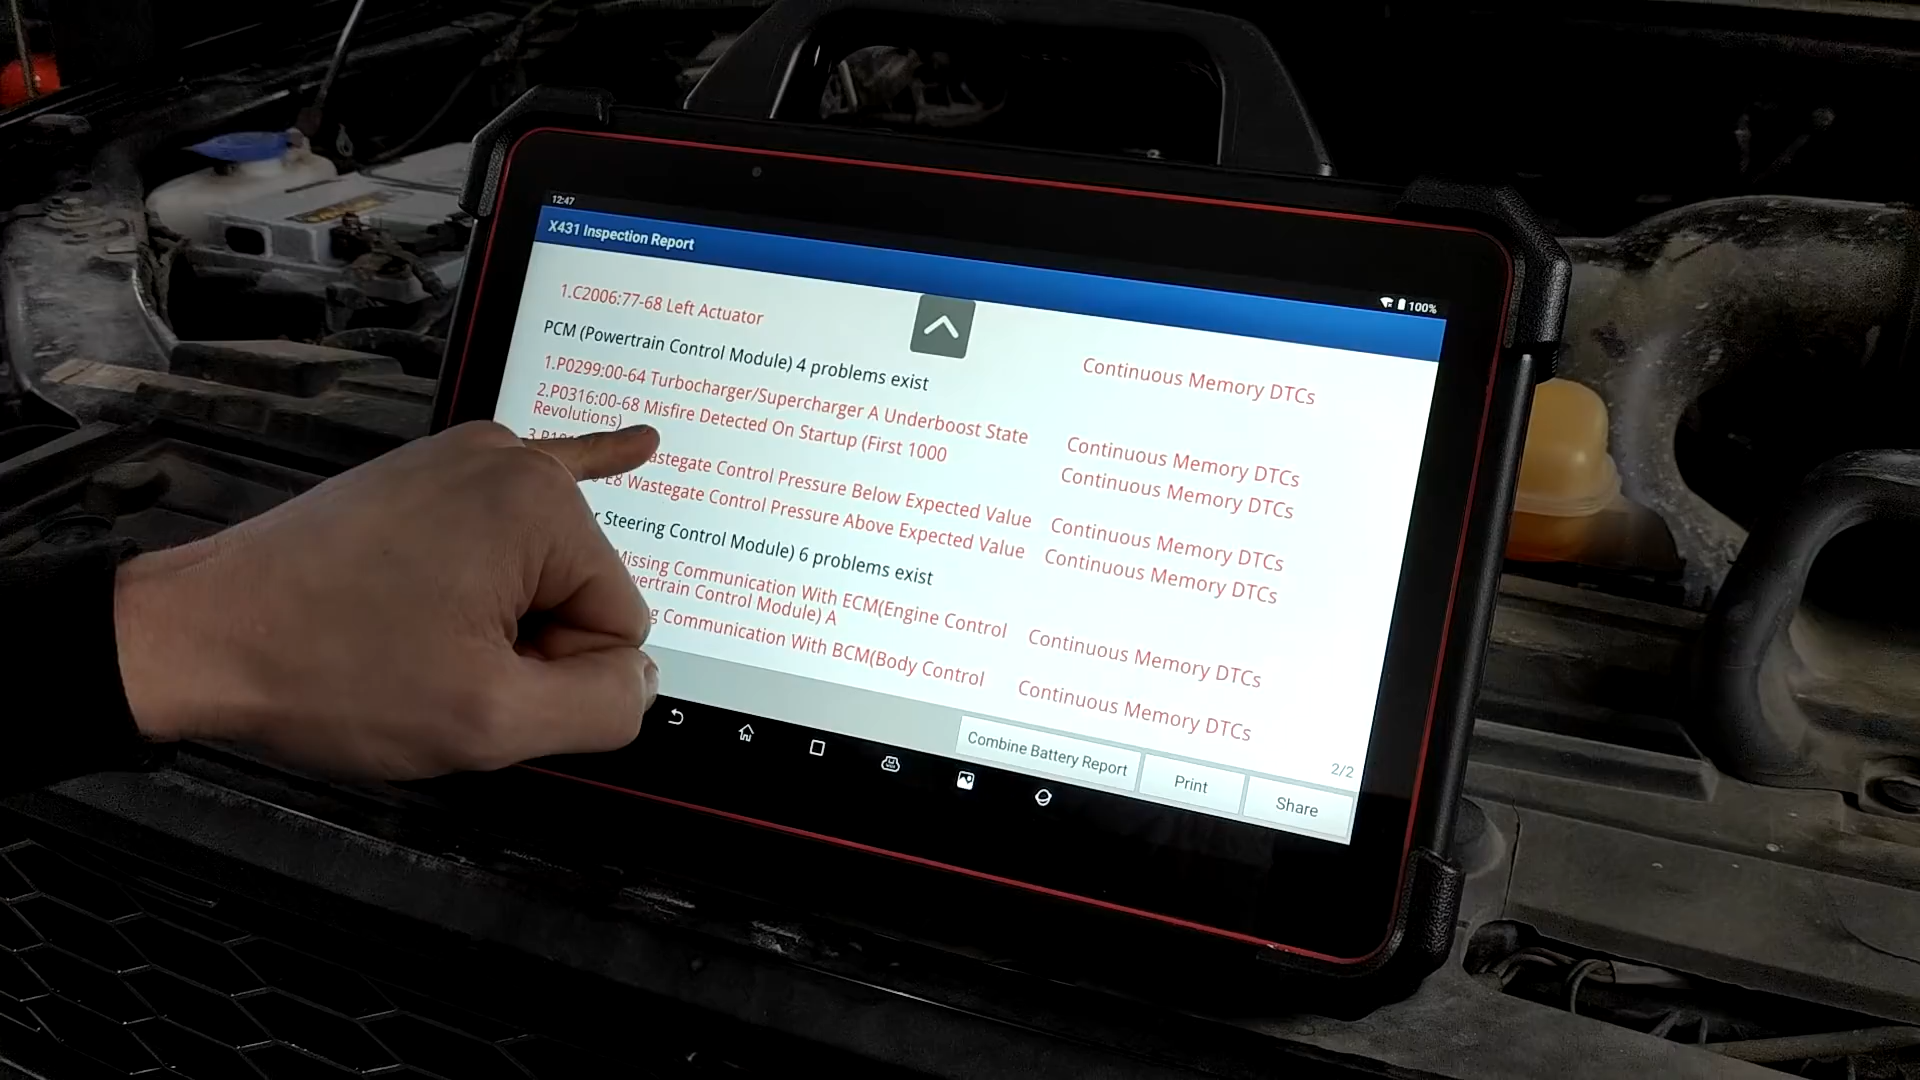 12:47
100%
X431 Inspection Report
1.C2006:77-68 Left Actuator
Continuous Memory DTCs
PCM (Powertrain Control Module) 4 problems exist
1.P0299:00-64 Turbocharger/Supercharger A Underboost State
Continuous Memory DTCs
2.P0316:00-68 Misfire Detected On Startup (First 1000
Revolutions)
Continuous Memory DTCs
Wastegate Control Pressure Below Expected Value
Continuous Memory DTCs
E8 Wastegate Control Pressure Above Expected Value
Continuous Memory DTCs
Steering Control Module) 6 problems exist
Missing Communication With ECM(Engine Control
Control Module) A
Continuous Memory DTCs
Communication With BCM(Body Control
Continuous Memory DTCs
2/2
Combine Battery Report
Print
Share